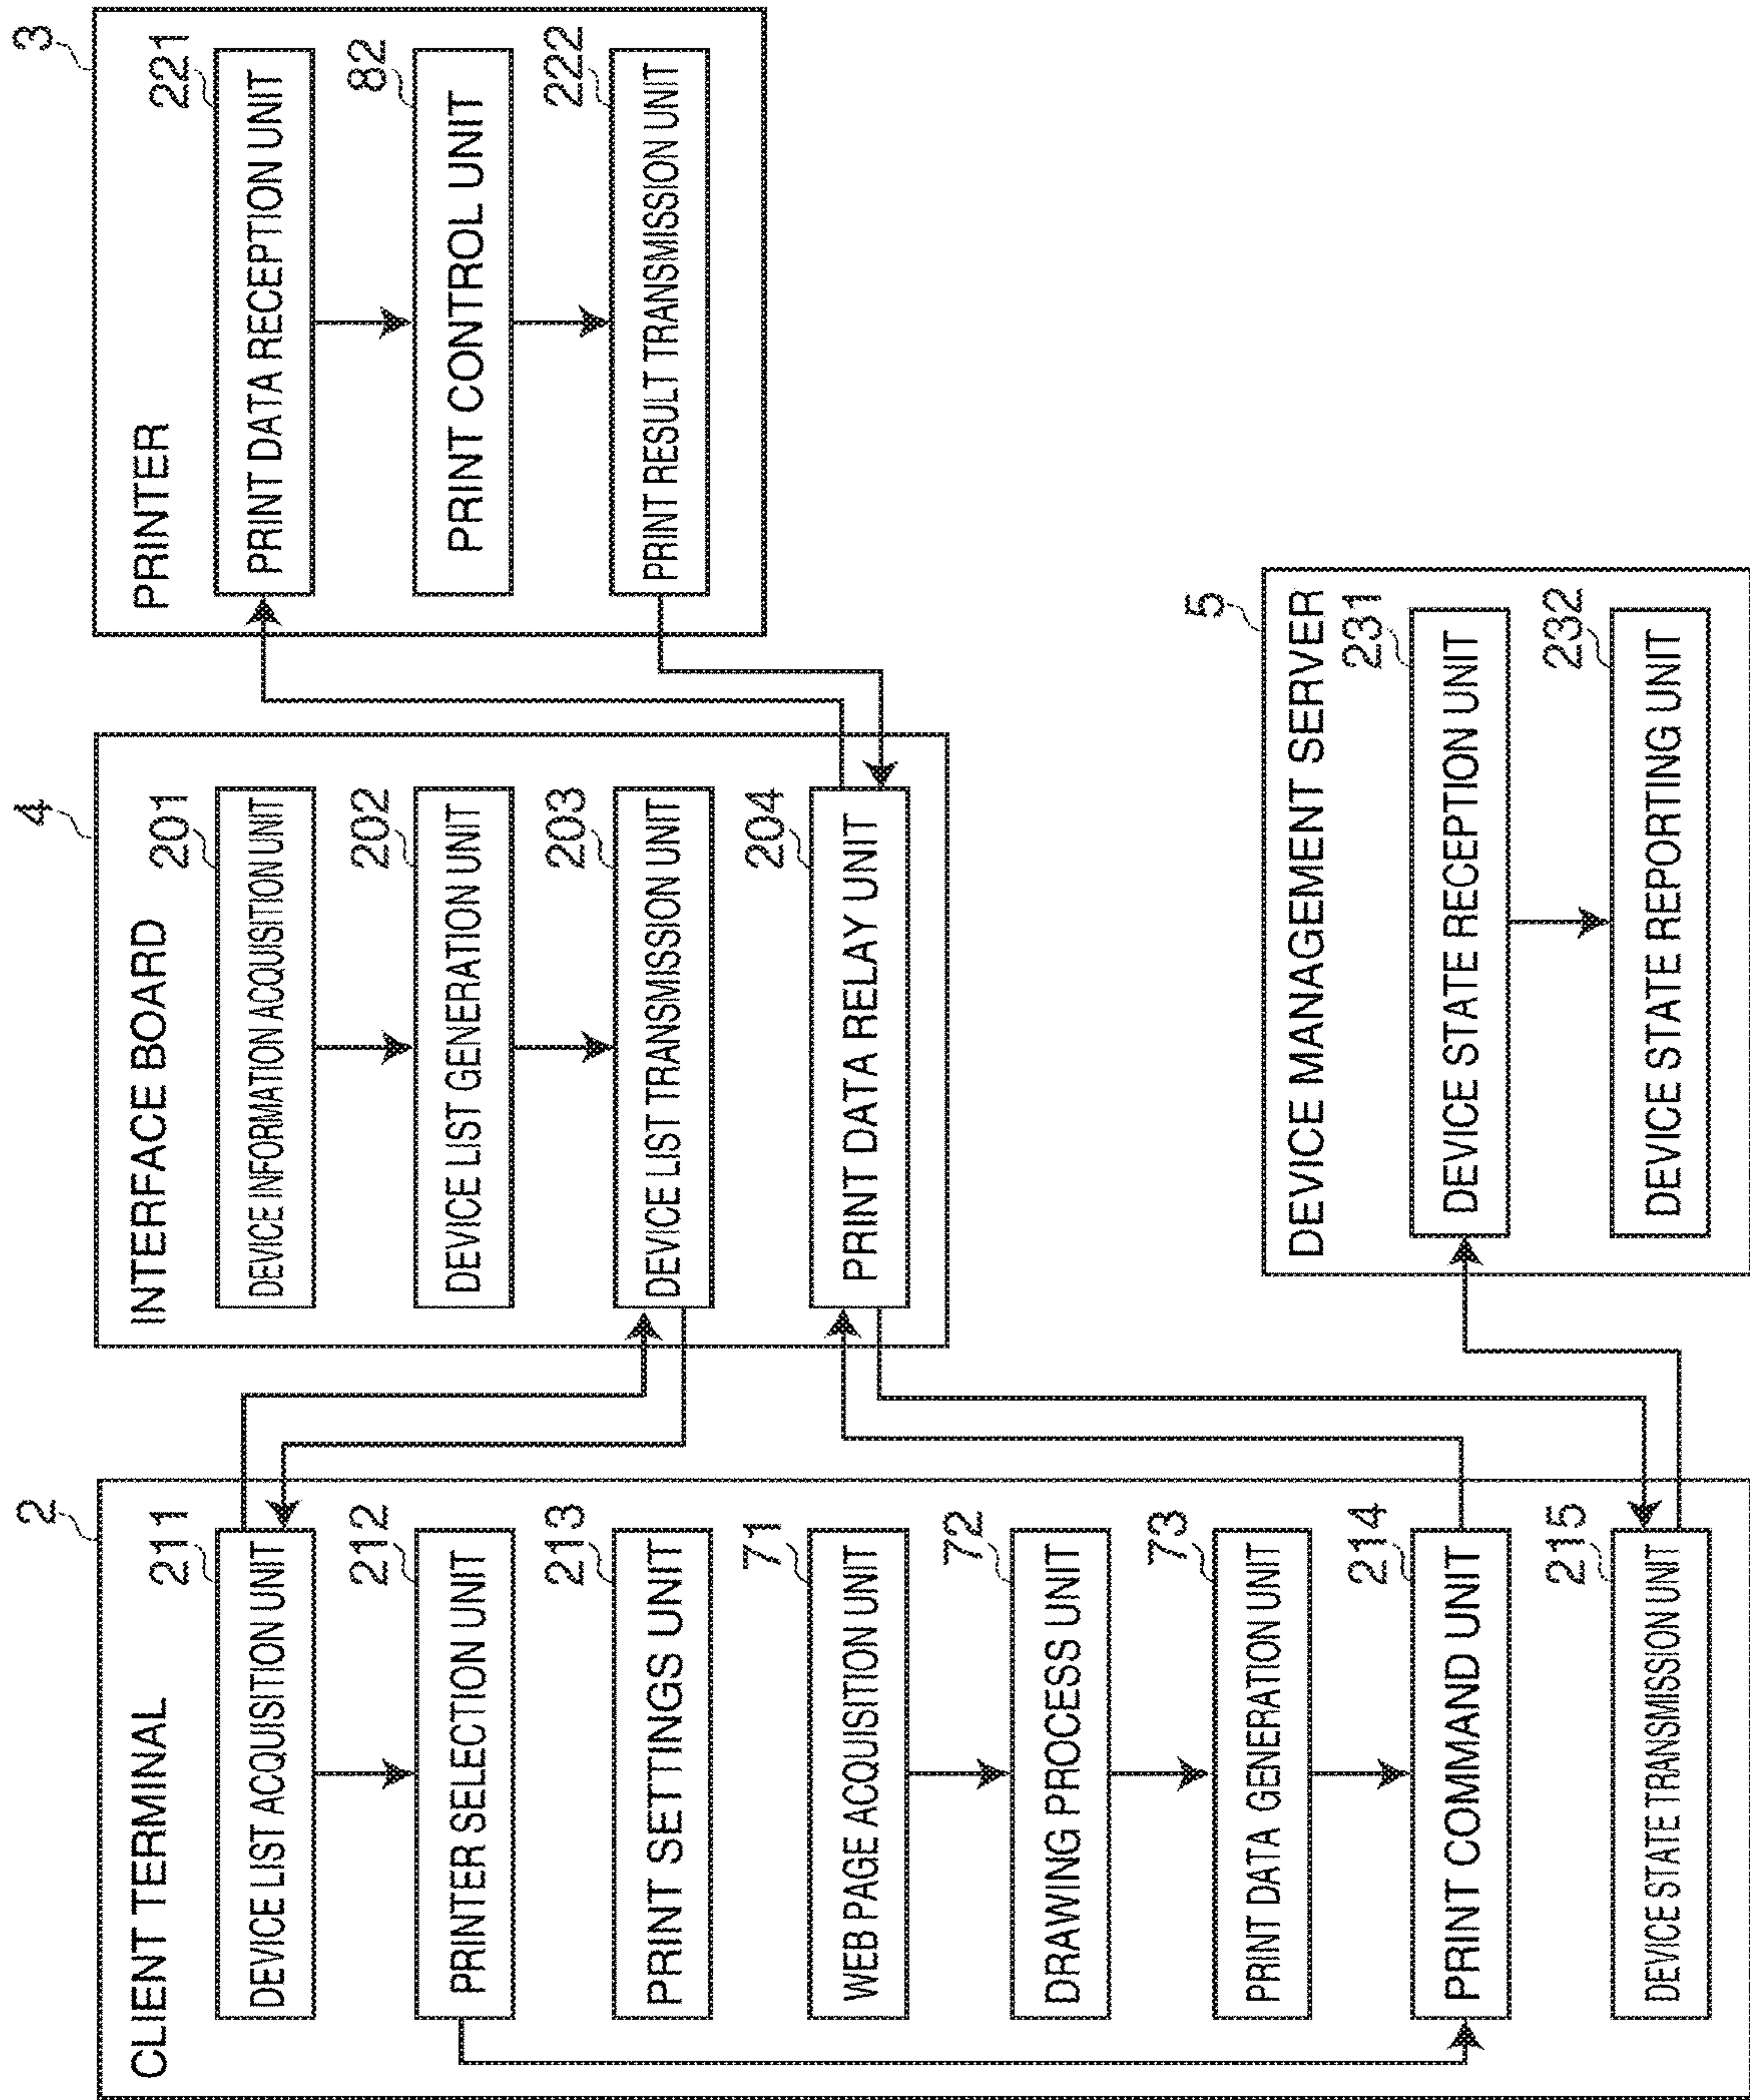 2
CLIENT TERMINAL
211
DEVICE LIST ACQUISITION UNIT
212
PRINTER SELECTION UNIT
213
PRINT SETTINGS UNIT
71
WEB PAGE ACQUISITION UNIT
72
DRAWING PROCESS UNIT
73
PRINT DATA GENERATION UNIT
214
PRINT COMMAND UNIT
215
DEVICE STATE TRANSMISSION UNIT
4
INTERFACE BOARD
201
DEVICE INFORMATION ACQUISITION UNIT
202
DEVICE LIST GENERATION UNIT
203
DEVICE LIST TRANSMISSION UNIT
204
PRINT DATA RELAY UNIT
3
PRINTER
221
PRINT DATA RECEPTION UNIT
82
PRINT CONTROL UNIT
222
PRINT RESULT TRANSMISSION UNIT
5
DEVICE MANAGEMENT SERVER
231
DEVICE STATE RECEPTION UNIT
232
DEVICE STATE REPORTING UNIT